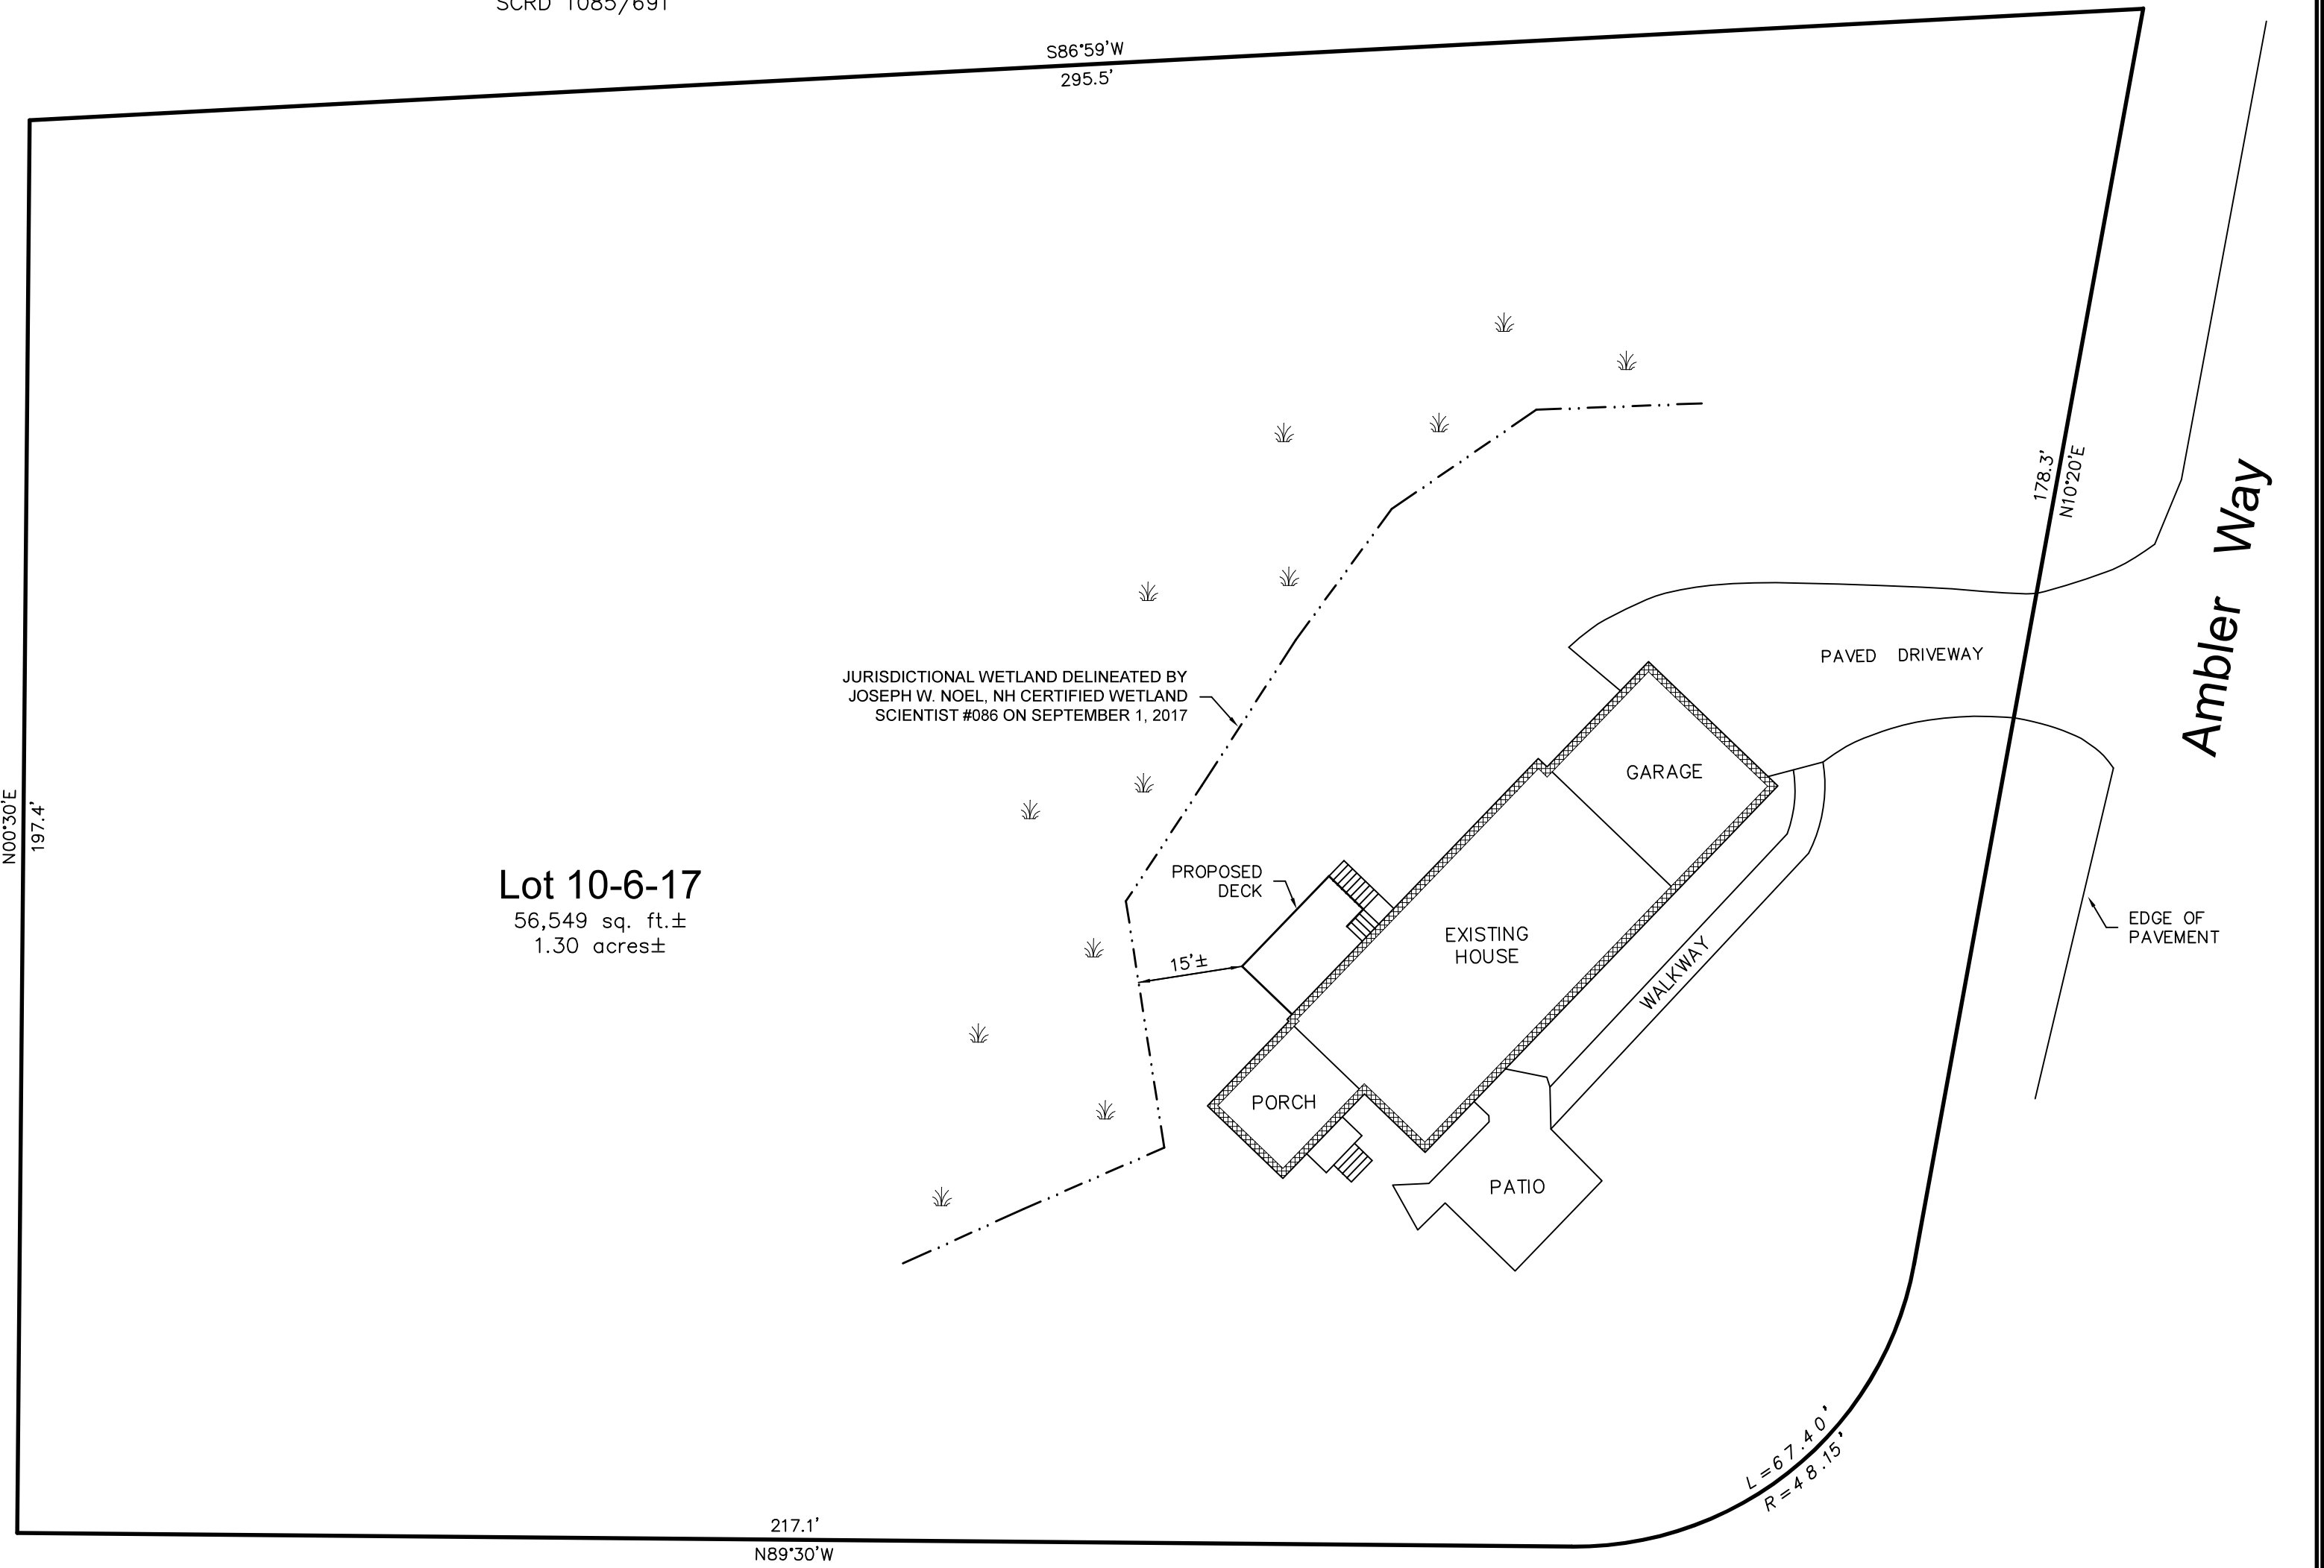 SCRD 1085/691
S86°59'W
295.5'
178.3'
N10°20'E
Ambler Way
PAVED DRIVEWAY
JURISDICTIONAL WETLAND DELINEATED BY
JOSEPH W. NOEL, NH CERTIFIED WETLAND
SCIENTIST #086 ON SEPTEMBER 1, 2017
GARAGE
N00°30'E
197.4'
Lot 10-6-17
56,549 sq. ft.±
1.30 acres±
PROPOSED
DECK
EXISTING
HOUSE
EDGE OF
PAVEMENT
15'±
WALKWAY
PORCH
PATIO
L=67.40'
R=48.15'
217.1'
N89°30'W